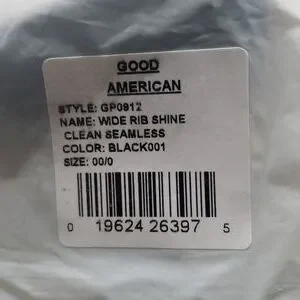 GOOD
AMERICAN
STYLE: GP0912
NAME: WIDE RIB SHINE
CLEAN SEAMLESS
COLOR: BLACK001
SIZE: 00/0
0 19624 26397 5